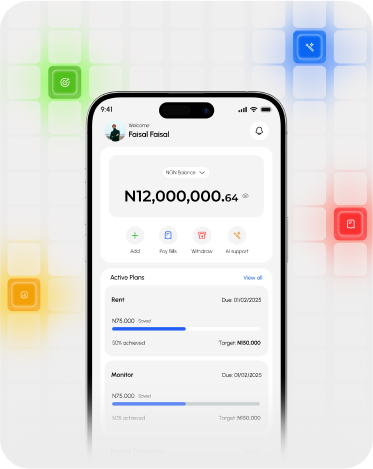 9:41
Welcome
Faisal Faisal
NGN Balance
N12,000,000.64
Add
Pay Bills
Withdraw
AI support
Active Plans
View all
Rent
Due: 01/02/2025
N75.000 Saved
50% achieved
Target: N150,000
Monitor
Due: 01/02/2025
N75.000 Saved
50% achieved
Target: N150,000